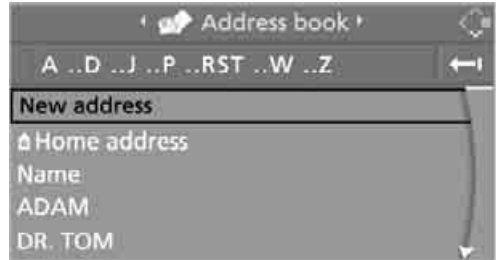 Address book
A ..D ..J ..P ..RST ..W ..Z
New address
Home address
Name
ADAM
DR. TOM